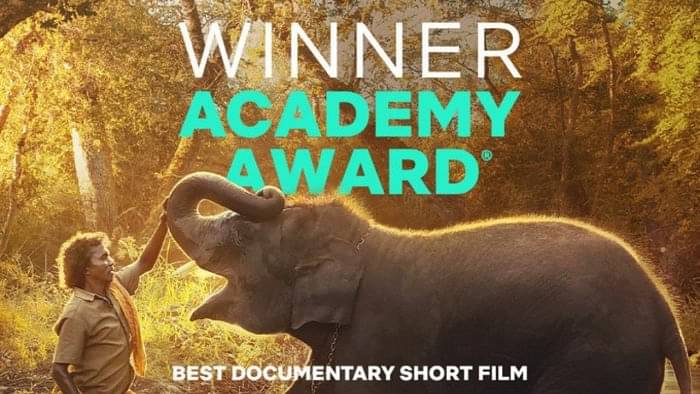 WINNER
ACADEMY
AWARD®
BEST DOCUMENTARY SHORT FILM